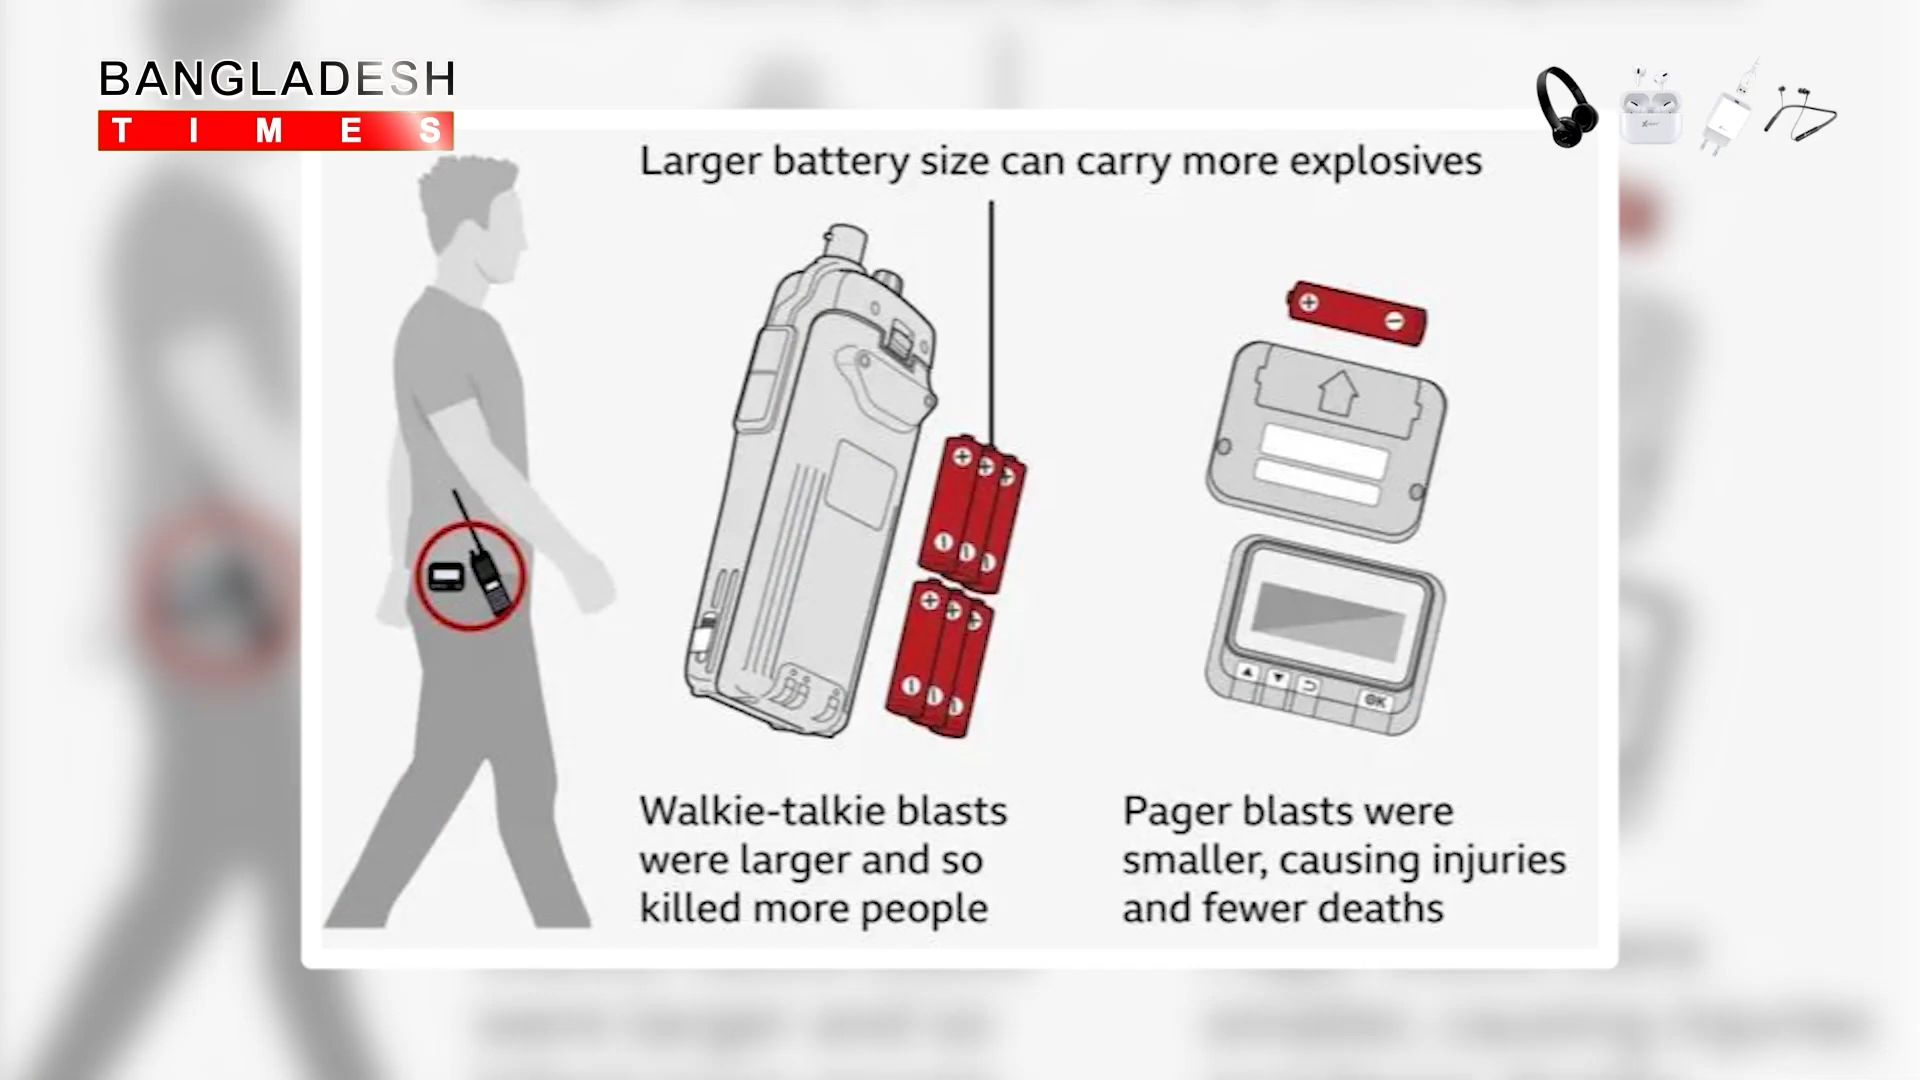 BANGLADESH
TIMES
Larger battery size can carry more explosives
OK
Walkie-talkie blasts
were larger and so
killed more people
Pager blasts were
smaller, causing injuries
and fewer deaths